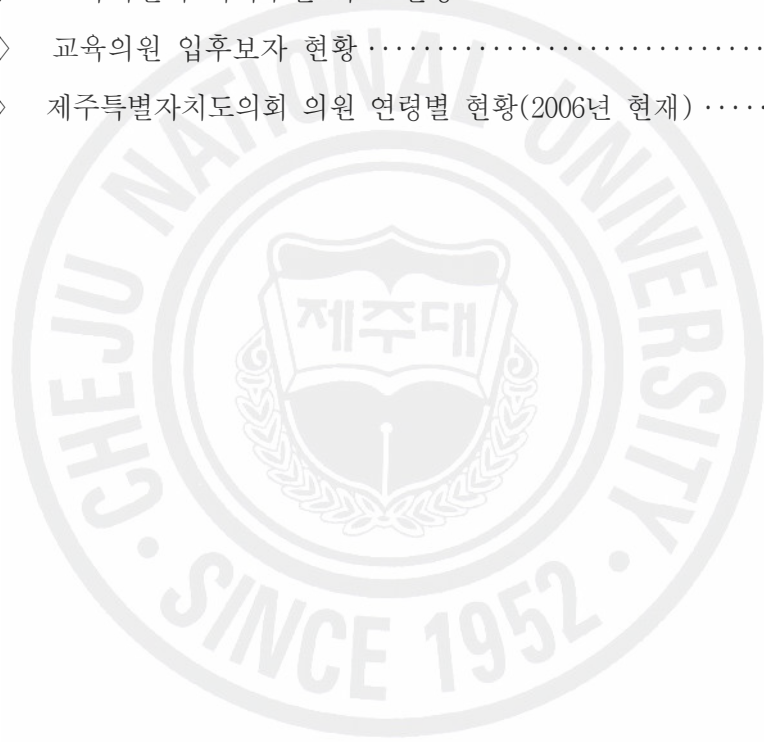 〉 교육의원 입후보자 현황 ······························
〉 제주특별자치도의회 의원 연령별 현황(2006년 현재) ·····
CHEJU NATIONAL UNIVERSITY
제주대
· SINCE 1952 ·